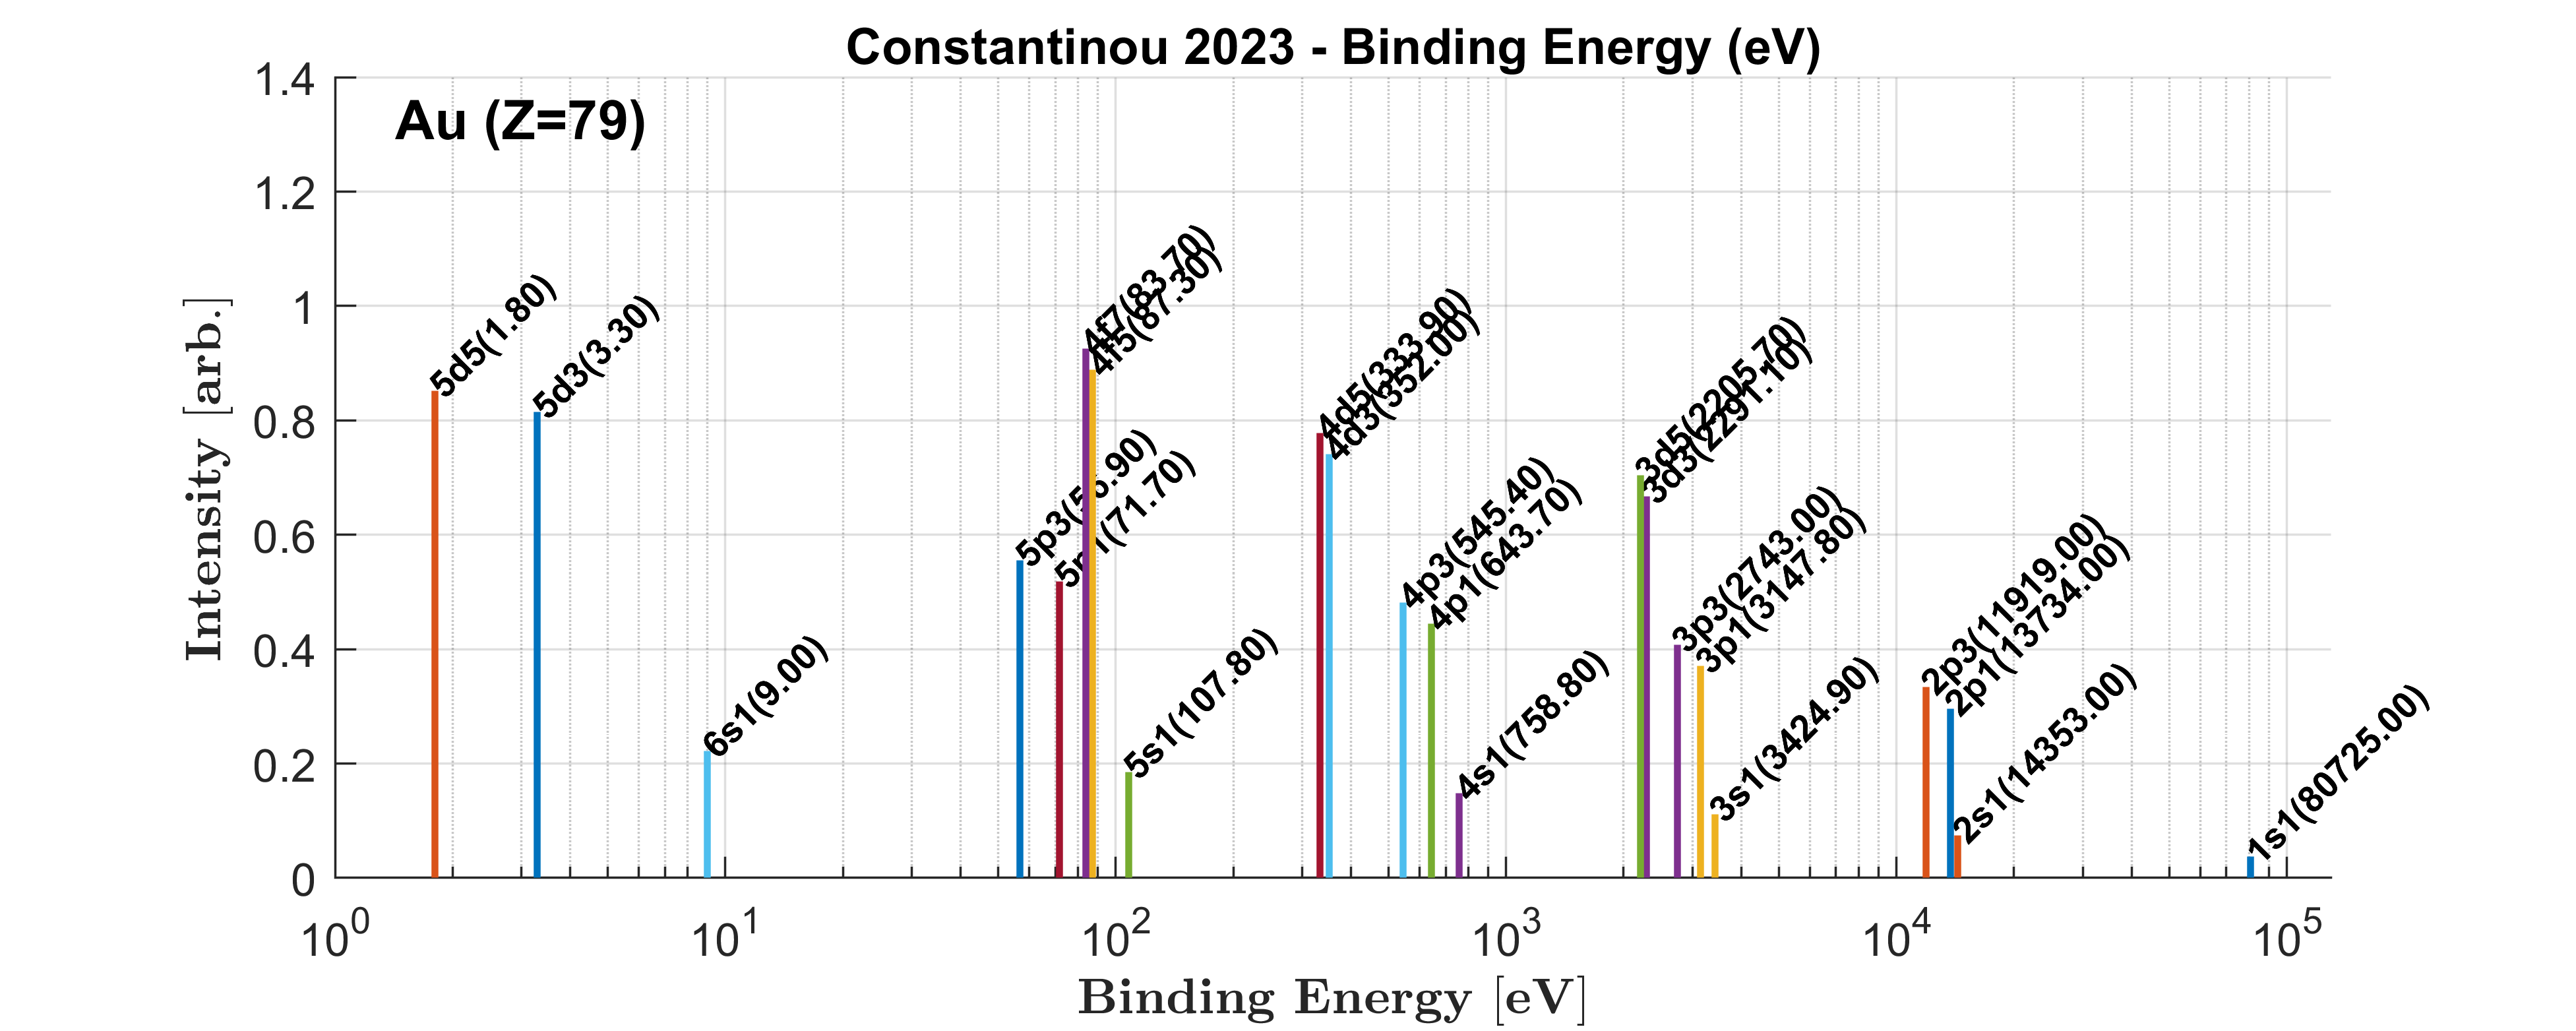 Constantinou 2023 - Binding Energy (eV)
Au (Z=79)
Intensity [arb.]
1.4
1.2
1
0.8
0.6
0.4
0.2
0
5d5(1.80)
5d3(3.30)
6s1(9.00)
5p3(56.90)
5p1(71.70)
4f7(83.70)
4f5(87.30)
5s1(107.80)
4d5(333.90)
4d3(352.00)
4p3(545.40)
4p1(643.70)
4s1(758.80)
3d5(2205.70)
3d3(2291.10)
3p3(2743.00)
3p1(3147.80)
3s1(3424.90)
2p3(11919.00)
2p1(13734.00)
2s1(14353.00)
1s1(80725.00)
10^0 10^1 10^2 10^3 10^4 10^5
Binding Energy [eV]